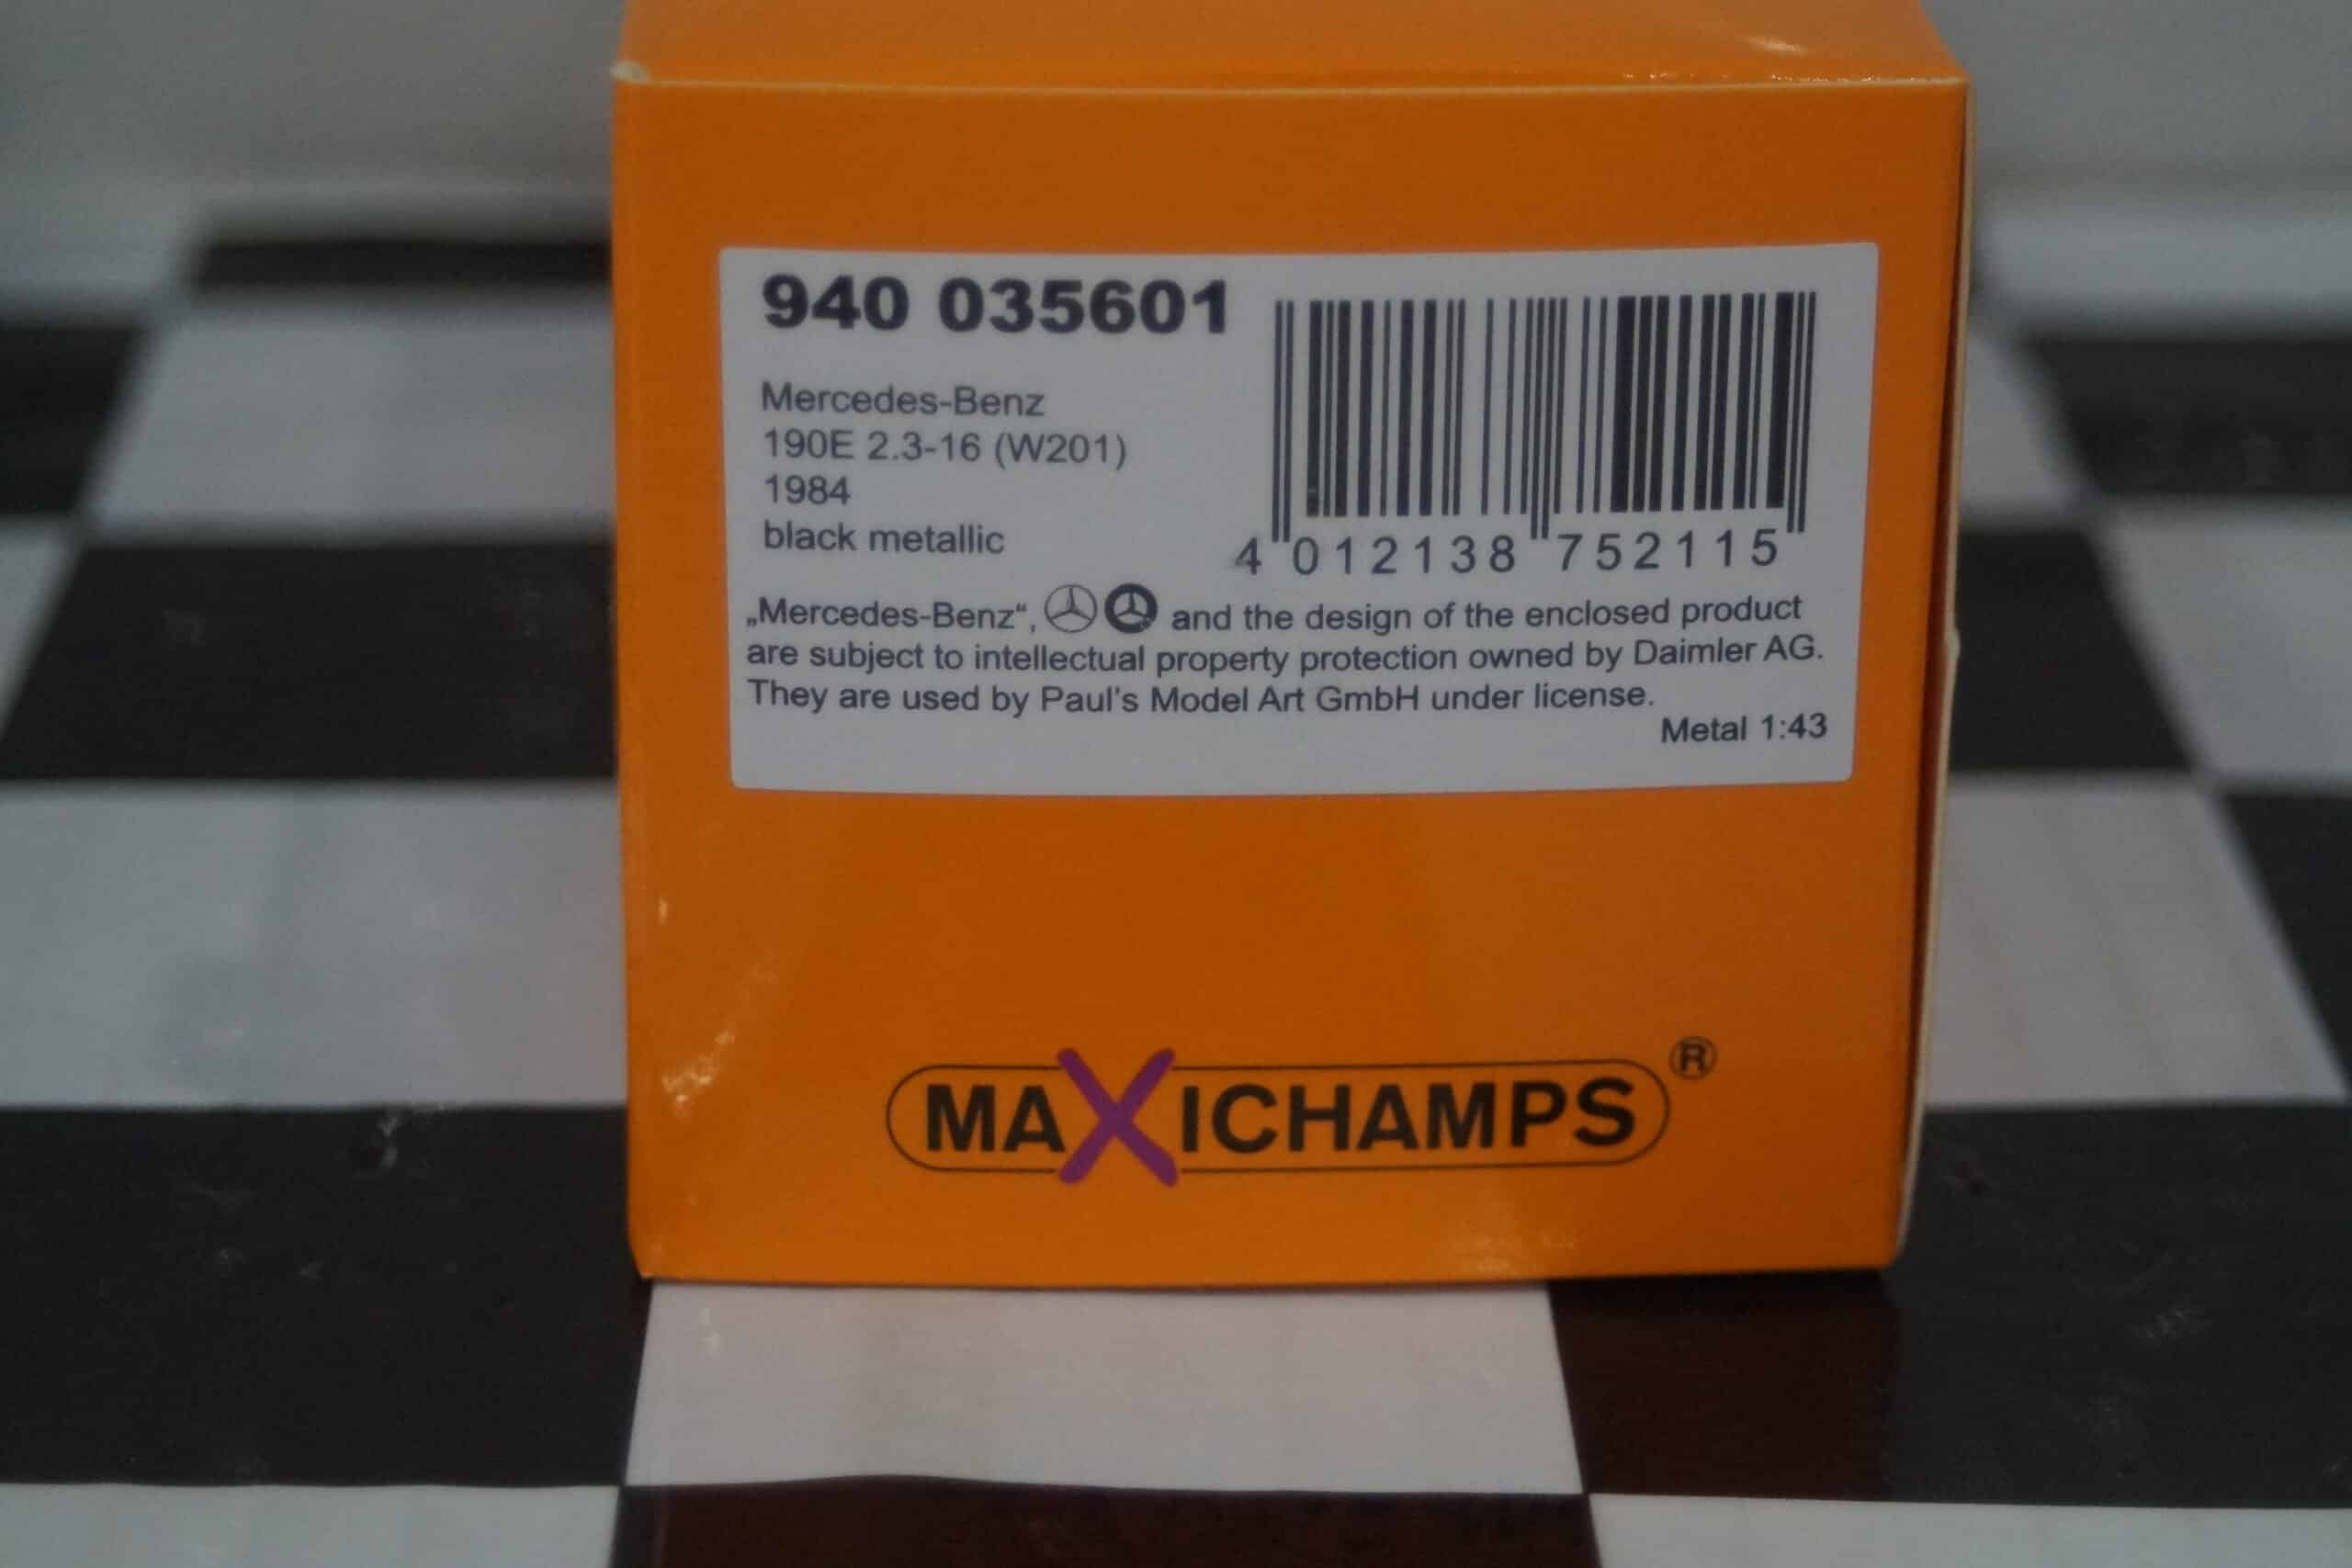 940 035601
Mercedes-Benz
190E 2.3-16 (W201)
1984
black metallic
4 012138 752115
„Mercedes-Benz“, and the design of the enclosed product
are subject to intellectual property protection owned by Daimler AG.
They are used by Paul's Model Art GmbH under license.
Metal 1:43
MAXICHAMPS®